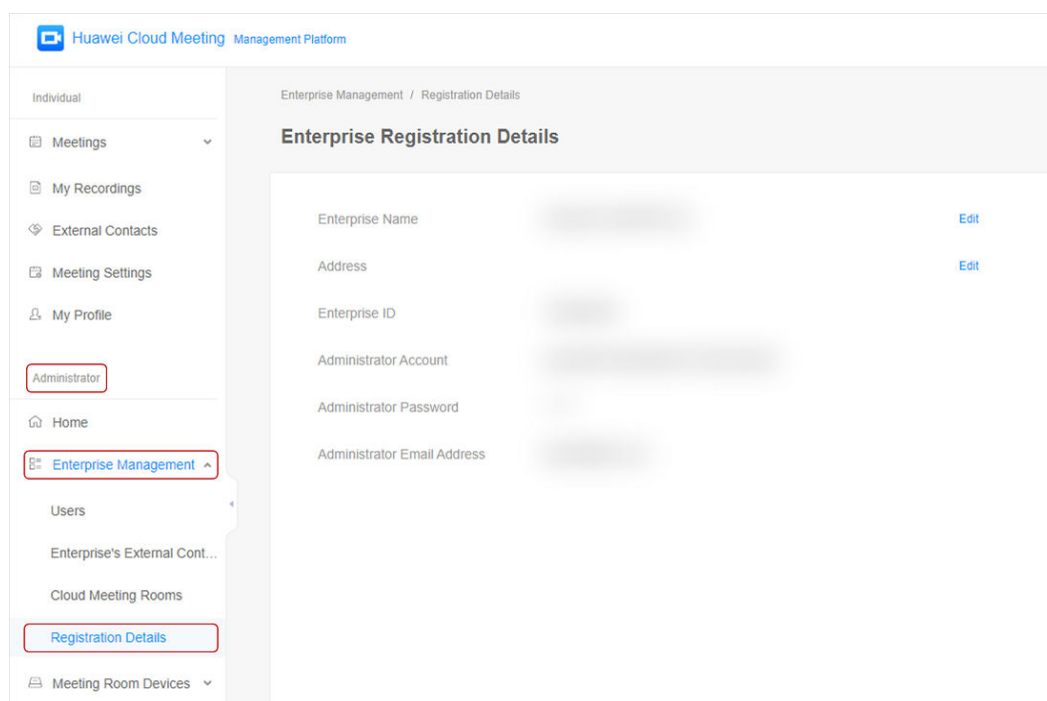 Huawei Cloud Meeting Management Platform
Individual
Meetings
My Recordings
External Contacts
Meeting Settings
My Profile
Administrator
Home
Enterprise Management
Users
Enterprise's External Cont...
Cloud Meeting Rooms
Registration Details
Meeting Room Devices
Enterprise Management / Registration Details
Enterprise Registration Details
Enterprise Name Edit
Address Edit
Enterprise ID
Administrator Account
Administrator Password
Administrator Email Address